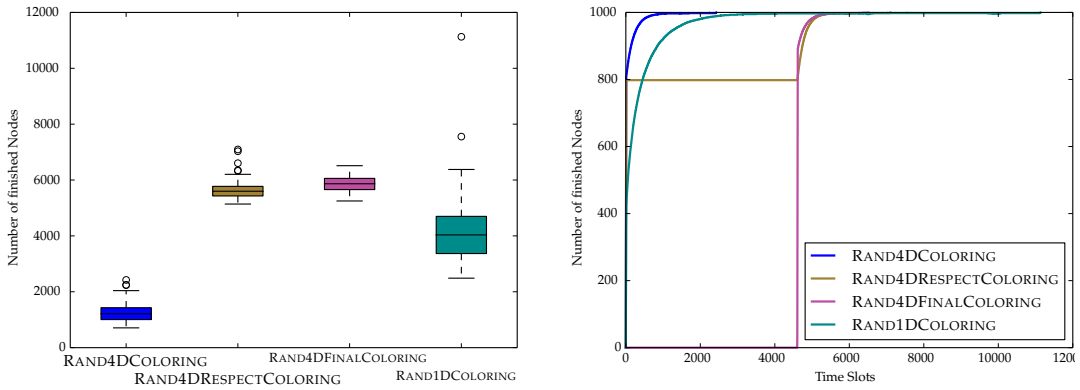 Number of finished Nodes
12000
10000
8000
6000
4000
2000
0
RAND4DCOLORING
RAND4DRESPECTCOLORING
RAND4DFINALCOLORING
RAND1DCOLORING
Number of finished Nodes
1000
800
600
400
200
0
0
2000
4000
6000
8000
10000
12000
Time Slots
RAND4DCOLORING
RAND4DRESPECTCOLORING
RAND4DFINALCOLORING
RAND1DCOLORING